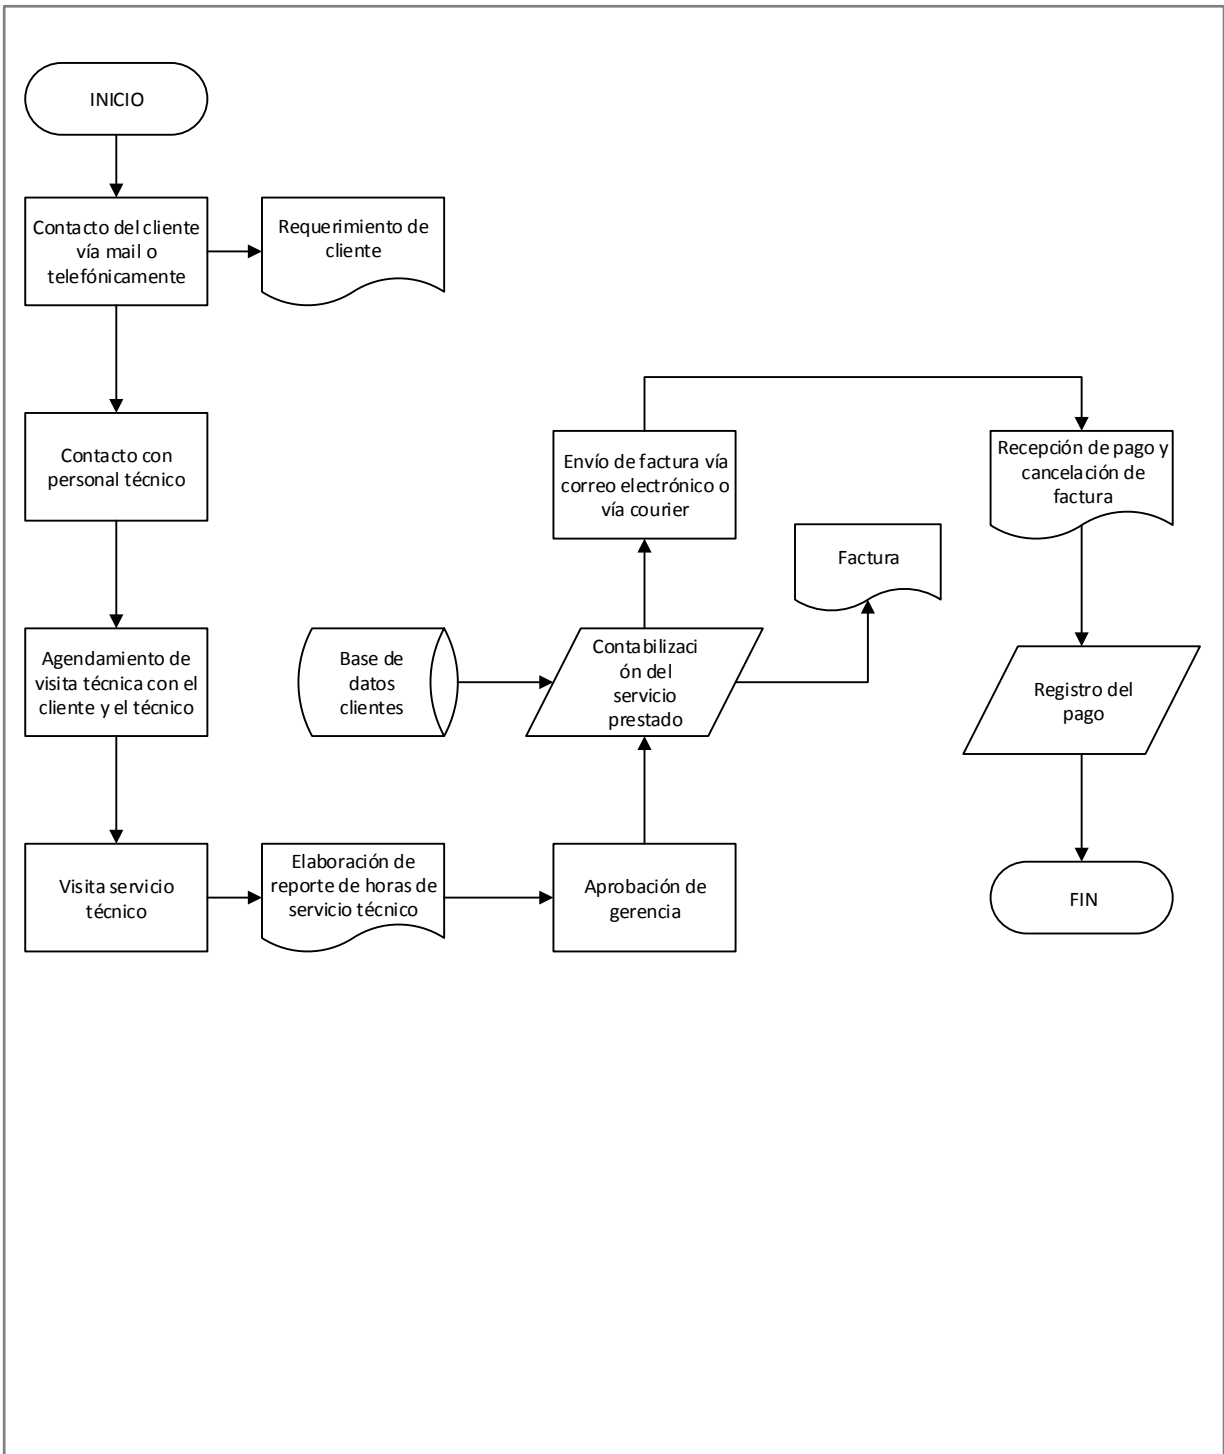 INICIO
Contacto del cliente
vía mail o
telefónicamente
Requerimiento de
cliente
Contacto con
personal técnico
Envío de factura vía
correo electrónico o
vía courier
Recepción de pago y
cancelación de
factura
Factura
Agendamiento de
visita técnica con el
cliente y el técnico
Base de
datos
clientes
Contabilizaci
ón del
servicio
prestado
Registro del
pago
Visita servicio
técnico
Elaboración de
reporte de horas de
servicio técnico
Aprobación de
gerencia
FIN